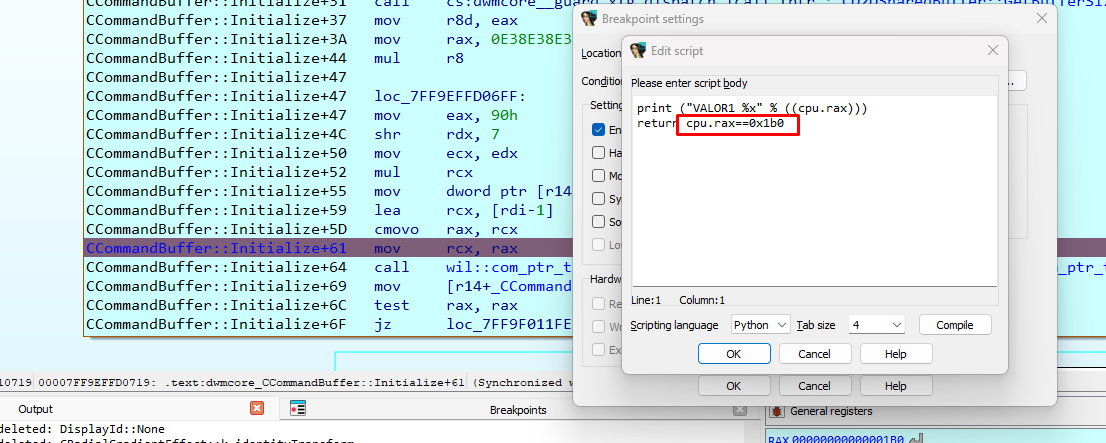 CCommandBuffer::Initialize+31 call
CCommandBuffer::Initialize+37 mov r8d, eax
CCommandBuffer::Initialize+3A mov rax, 0E38E38E3
CCommandBuffer::Initialize+44 mul r8
CCommandBuffer::Initialize+47
CCommandBuffer::Initialize+47 loc_7FF9EFFD06FF:
CCommandBuffer::Initialize+47 mov eax, 90h
CCommandBuffer::Initialize+4C shr rdx, 7
CCommandBuffer::Initialize+50 mov ecx, edx
CCommandBuffer::Initialize+52 mul rcx
CCommandBuffer::Initialize+55 mov dword ptr [r14
CCommandBuffer::Initialize+59 lea rcx, [rdi-1]
CCommandBuffer::Initialize+5D cmovo rax, rcx
CCommandBuffer::Initialize+61 mov rcx, rax
CCommandBuffer::Initialize+64 call wil::com_ptr_t
CCommandBuffer::Initialize+69 mov [r14+_CCommand
CCommandBuffer::Initialize+6C test rax, rax
CCommandBuffer::Initialize+6F jz loc_7FF9F011FE
m_ptr_t
Breakpoint settings
Location
Conditio
...
Setting
En
Ha
Mo
Sy
So
Lo
Hardw
Re
Wr
Ex
OK
Cancel
Help
Edit script
Please enter script body
print ("VALOR1 %x" % ((cpu.rax)))
return cpu.rax==0x1b0
Line:1 Column:1
Scripting language Python Tab size 4 Compile
OK Cancel Help
10719 00007FF9EFFD0719: .text:dwmcore_CCommandBuffer::Initialize+61 (Synchronized w
Output
Breakpoints
General registers
deleted: DisplayId::None
RAX 00000000000001B0